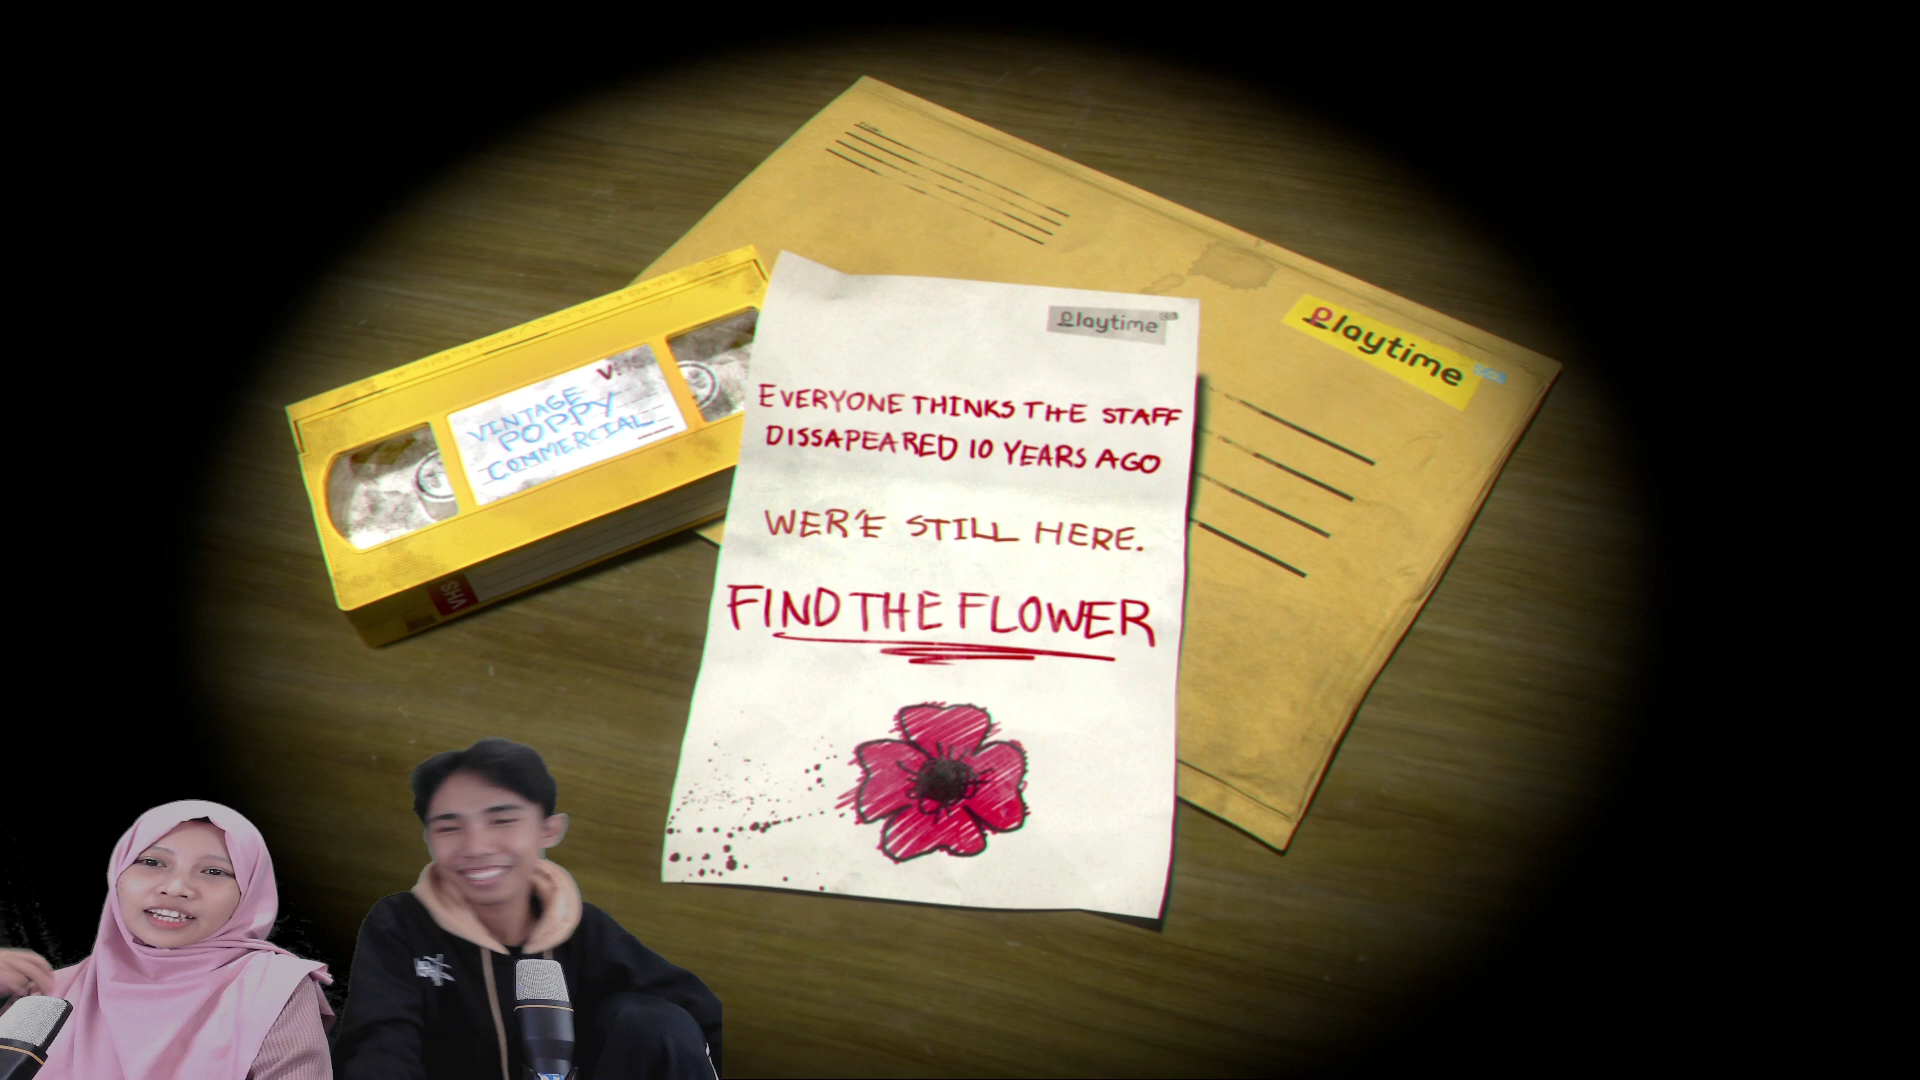 Playtime
Playtime
VHS
VINTAGE
POPPY
COMMERCIAL
VHS
EVERYONE THINKS THE STAFF
DISSAPEARED 10 YEARS AGO
WER'E STILL HERE.
FIND THE FLOWER